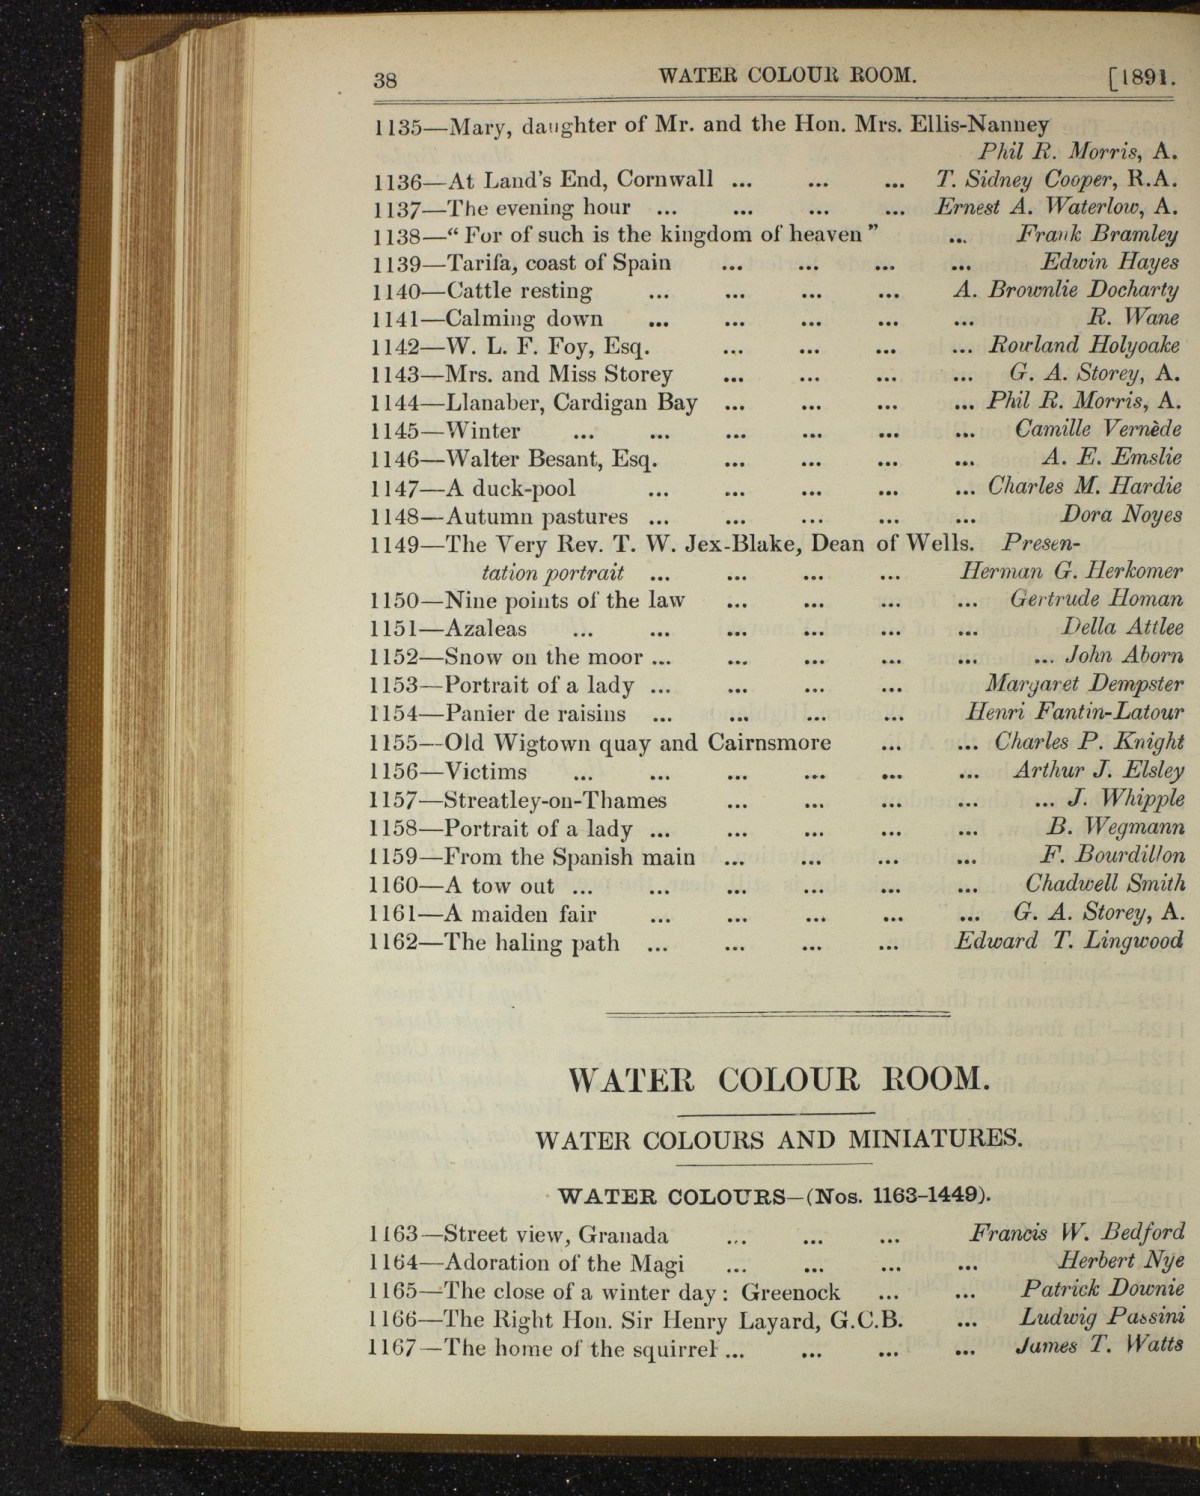 38 WATER COLOUR ROOM. [1891.
1135—Mary, daughter of Mr. and the Hon. Mrs. Ellis-Nanney
Phil R. Morris, A.
1136—At Land's End, Cornwall ... ... ... T. Sidney Cooper, R.A.
1137—The evening hour ... ... ... ... Ernest A. Waterlow, A.
1138—“ For of such is the kingdom of heaven ” ... Frank Bramley
1139—Tarifa, coast of Spain ... ... ... ... Edwin Hayes
1140—Cattle resting ... ... ... ... A. Brownlie Docharty
1141—Calming down ... ... ... ... ... R. Wane
1142—W. L. F. Foy, Esq. ... ... ... ... Rowland Holyoake
1143—Mrs. and Miss Storey ... ... ... ... G. A. Storey, A.
1144—Llanaber, Cardigan Bay ... ... ... ... Phil R. Morris, A.
1145—Winter ... ... ... ... ... ... Camille Vernède
1146—Walter Besant, Esq. ... ... ... ... A. E. Emslie
1147—A duck-pool ... ... ... ... ... Charles M. Hardie
1148—Autumn pastures ... ... ... ... ... Dora Noyes
1149—The Very Rev. T. W. Jex-Blake, Dean of Wells. Presen-
tation portrait ... ... ... ... Herman G. Herkomer
1150—Nine points of the law ... ... ... ... Gertrude Homan
1151—Azaleas ... ... ... ... ... ... Della Attlee
1152—Snow on the moor ... ... ... ... ... ... John Aborn
1153—Portrait of a lady ... ... ... ... Margaret Dempster
1154—Panier de raisins ... ... ... ... Henri Fantin-Latour
1155—Old Wigtown quay and Cairnsmore ... ... Charles P. Knight
1156—Victims ... ... ... ... ... ... Arthur J. Elsley
1157—Streatley-on-Thames ... ... ... ... ... J. Whipple
1158—Portrait of a lady ... ... ... ... ... B. Wegmann
1159—From the Spanish main ... ... ... ... F. Bourdillon
1160—A tow out ... ... ... ... ... ... Chadwell Smith
1161—A maiden fair ... ... ... ... ... G. A. Storey, A.
1162—The haling path ... ... ... ... Edward T. Lingwood
WATER COLOUR ROOM.
WATER COLOURS AND MINIATURES.
WATER COLOURS—(Nos. 1163-1449).
1163—Street view, Granada ... ... ... Francis W. Bedford
1164—Adoration of the Magi ... ... ... ... Herbert Nye
1165—The close of a winter day : Greenock ... ... Patrick Downie
1166—The Right Hon. Sir Henry Layard, G.C.B. ... Ludwig Passini
1167—The home of the squirrel ... ... ... ... James T. Watts